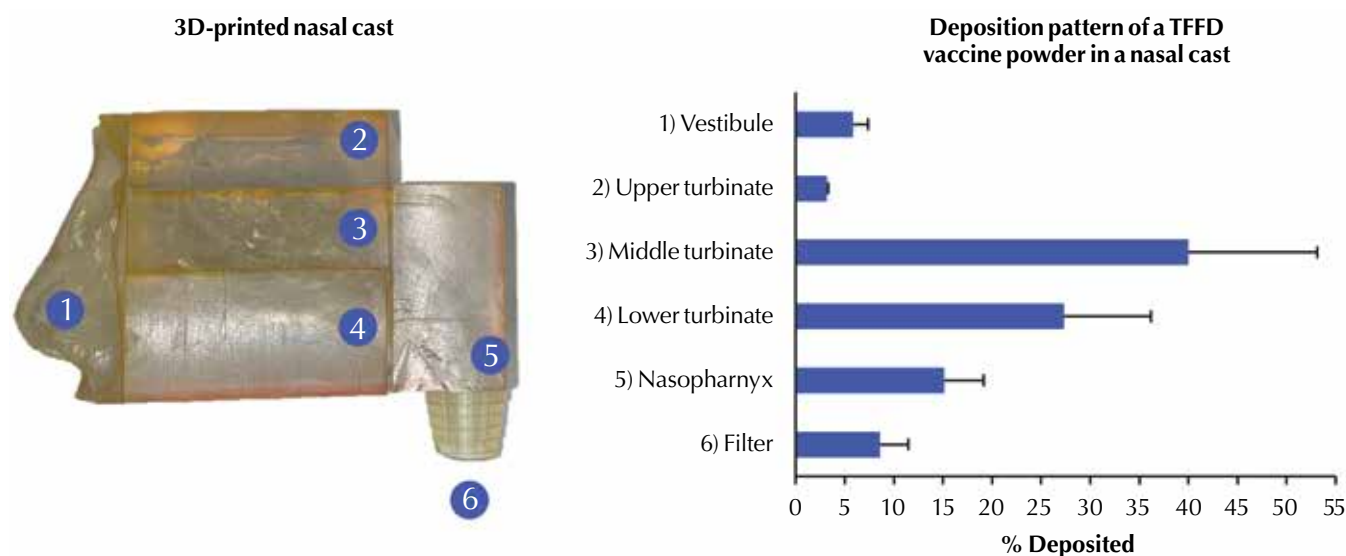 3D-printed nasal cast
1
2
3
4
5
6
Deposition pattern of a TFFD
vaccine powder in a nasal cast
1) Vestibule
2) Upper turbinate
3) Middle turbinate
4) Lower turbinate
5) Nasopharnyx
6) Filter
0 5 10 15 20 25 30 35 40 45 50 55
% Deposited